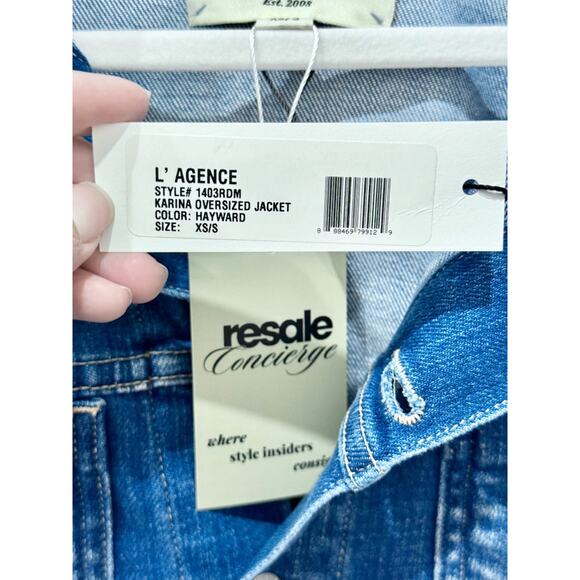 Est. 2008
L' AGENCE
STYLE# 1403RDM
KARINA OVERSIZED JACKET
COLOR: HAYWARD
SIZE: XS/S
8 88469 79912 9
resale
Concierge
where
style insiders